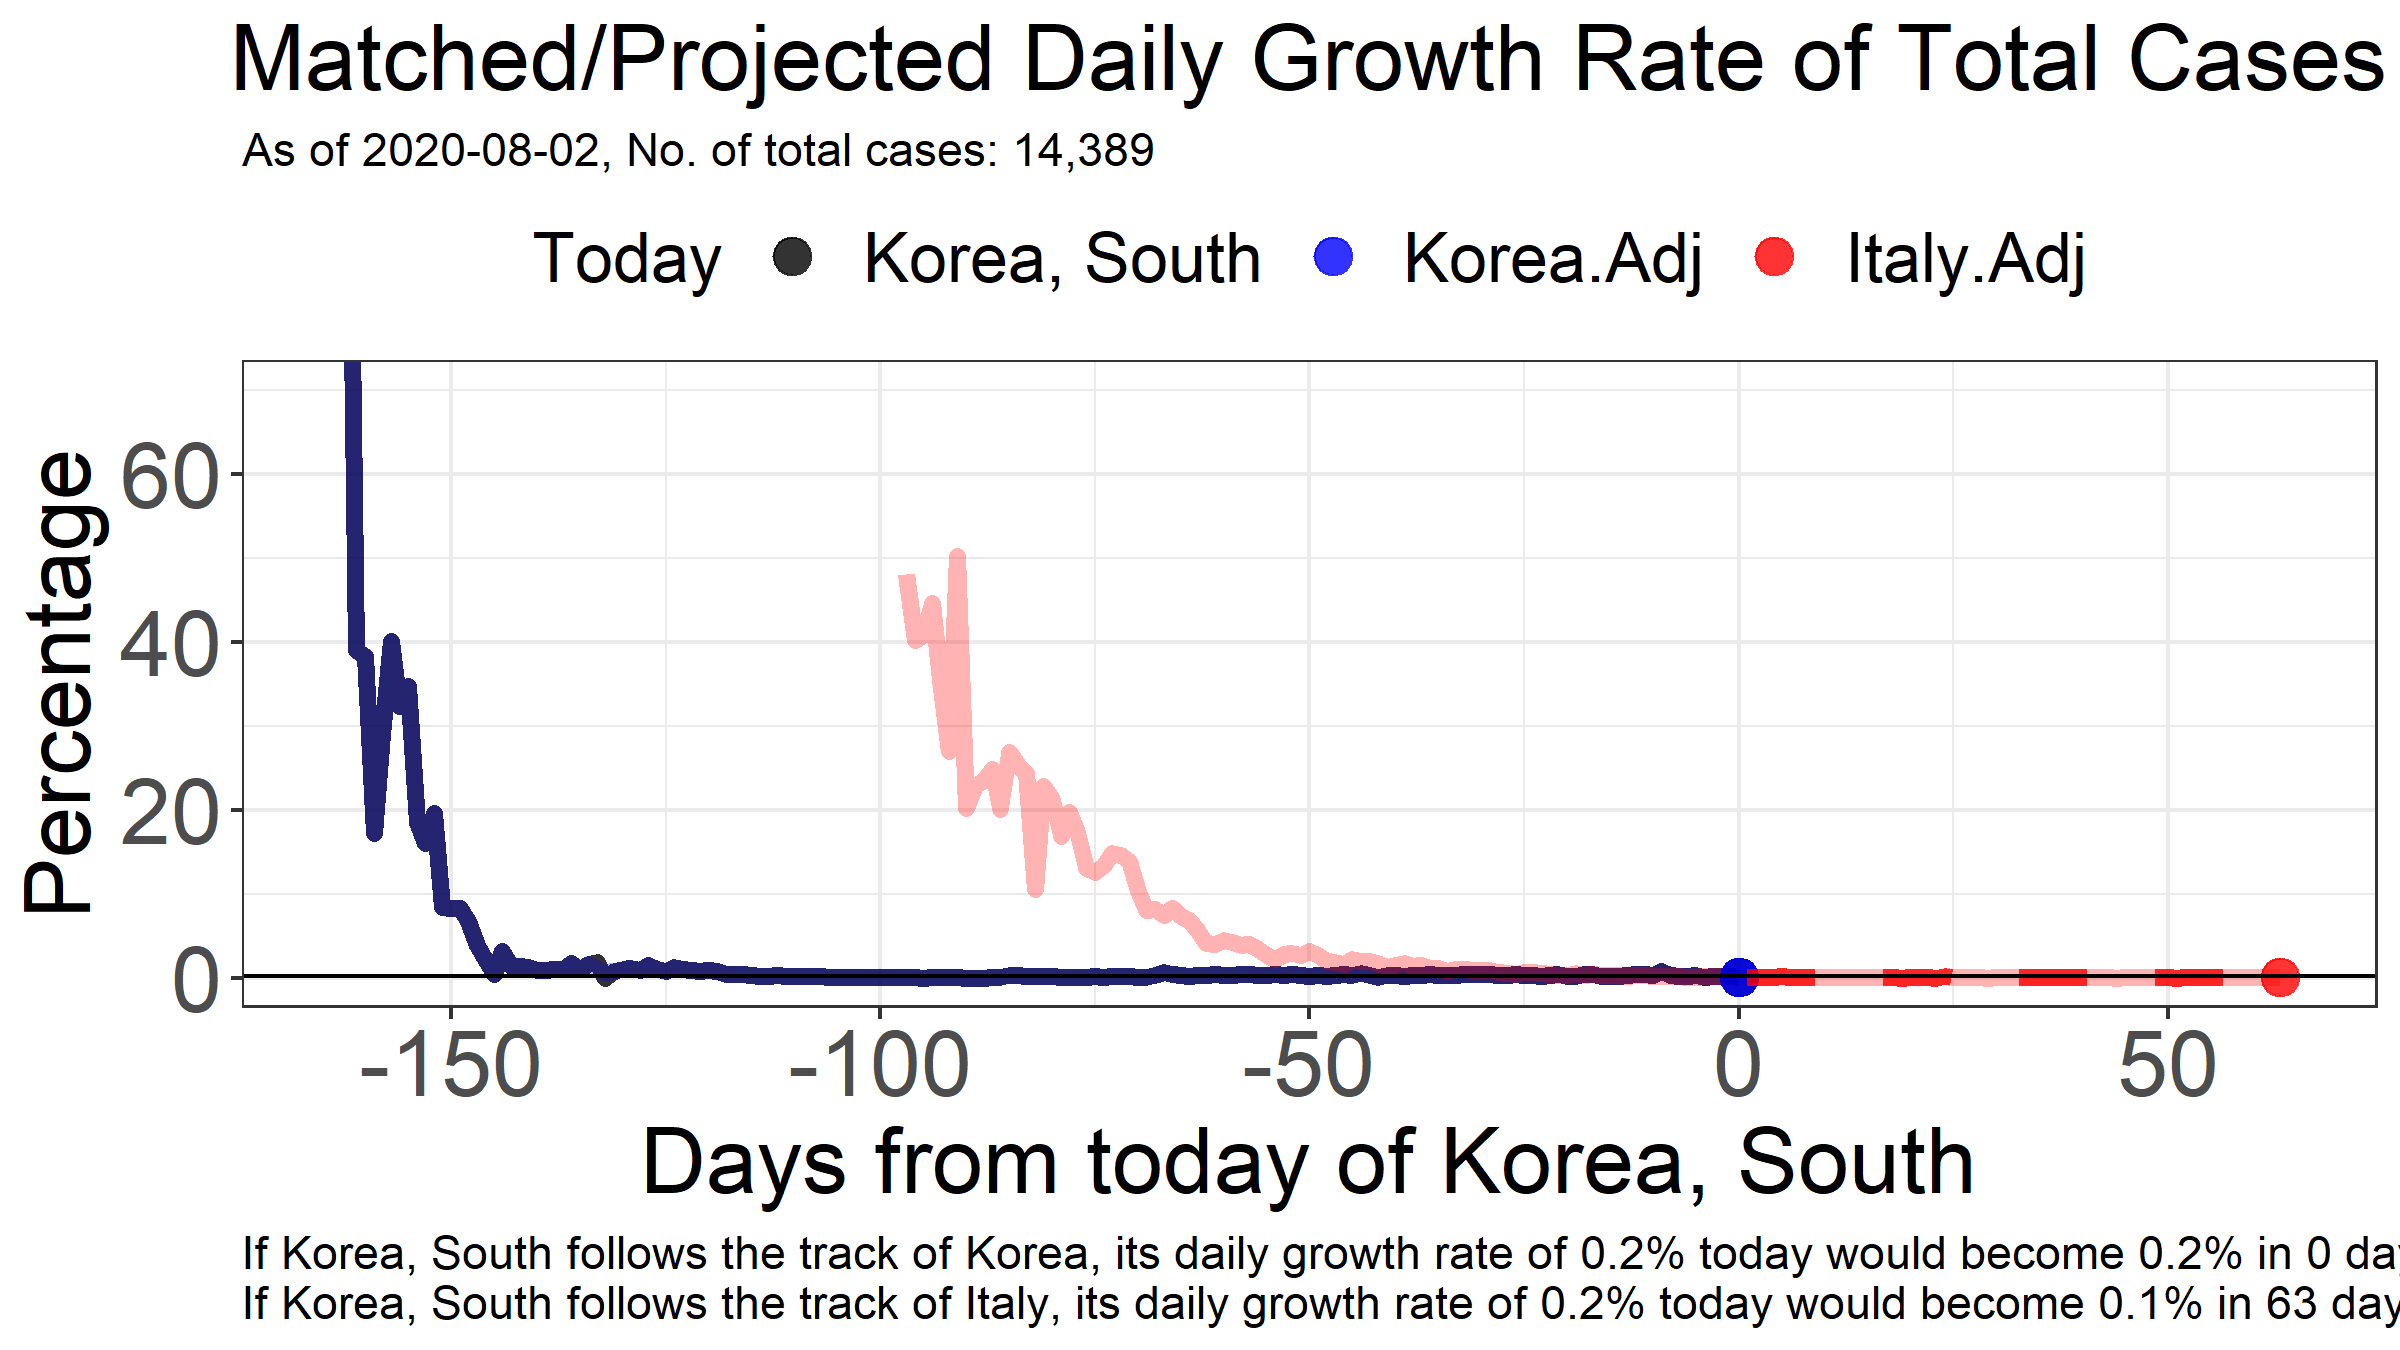 Matched/Projected Daily Growth Rate of Total Cases
As of 2020-08-02, No. of total cases: 14,389
Today Korea, South Korea.Adj Italy.Adj
Percentage
60
40
20
0
-150 -100 -50 0 50
Days from today of Korea, South
If Korea, South follows the track of Korea, its daily growth rate of 0.2% today would become 0.2% in 0 day
If Korea, South follows the track of Italy, its daily growth rate of 0.2% today would become 0.1% in 63 day